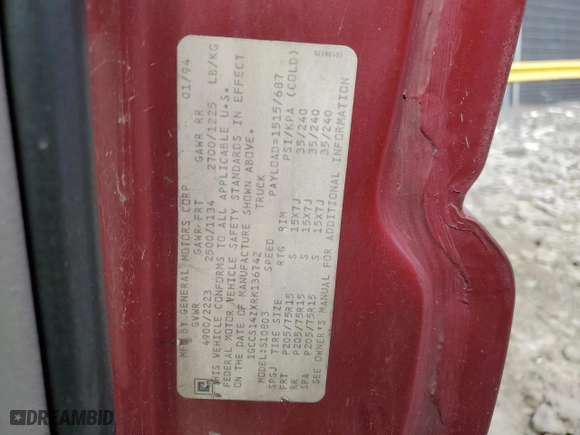 MFD BY GENERAL MOTORS CORP 01/94
GVWR GAWR-FRT GAWR RR
4900/2223 2500/1134 2700/1225 LB/KG
THIS VEHICLE CONFORMS TO ALL APPLICABLE U.S.
FEDERAL MOTOR VEHICLE SAFETY STANDARDS IN EFFECT
ON THE DATE OF MANUFACTURE SHOWN ABOVE.
1GCCS14ZXRK136742 TRUCK
MODEL:S10803 PAYLOAD=1515/687
SPGJ TIRE SIZE SPEED RTG RIM PSI/KPA (COLD)
FRT P205/75R15 S 15X7J 35/240
RR P205/75R15 S 15X7J 35/240
SPA P205/75R15 S 15X7J 35/240
SEE OWNER'S MANUAL FOR ADDITIONAL INFORMATION
DREAMBID